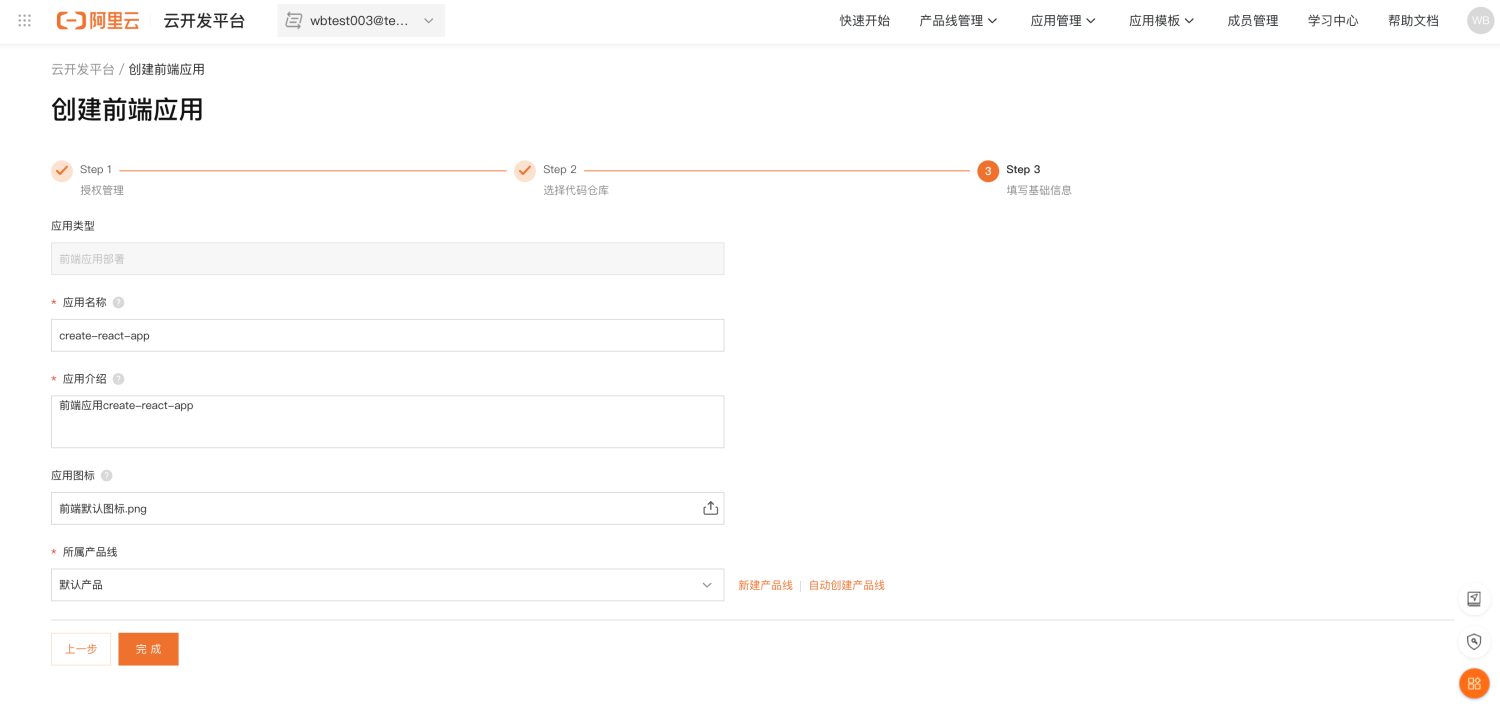 阿里云 云开发平台 wbtest003@te... 快速开始 产品线管理 应用管理 应用模板 成员管理 学习中心 帮助文档 WB
云开发平台 / 创建前端应用
创建前端应用
Step 1 Step 2 3 Step 3
授权管理 选择代码仓库 填写基础信息
应用类型
前端应用部署
* 应用名称 ?
create-react-app
* 应用介绍 ?
前端应用create-react-app
应用图标 ?
前端默认图标.png
* 所属产品线
默认产品 新建产品线 | 自动创建产品线
上一步 完成